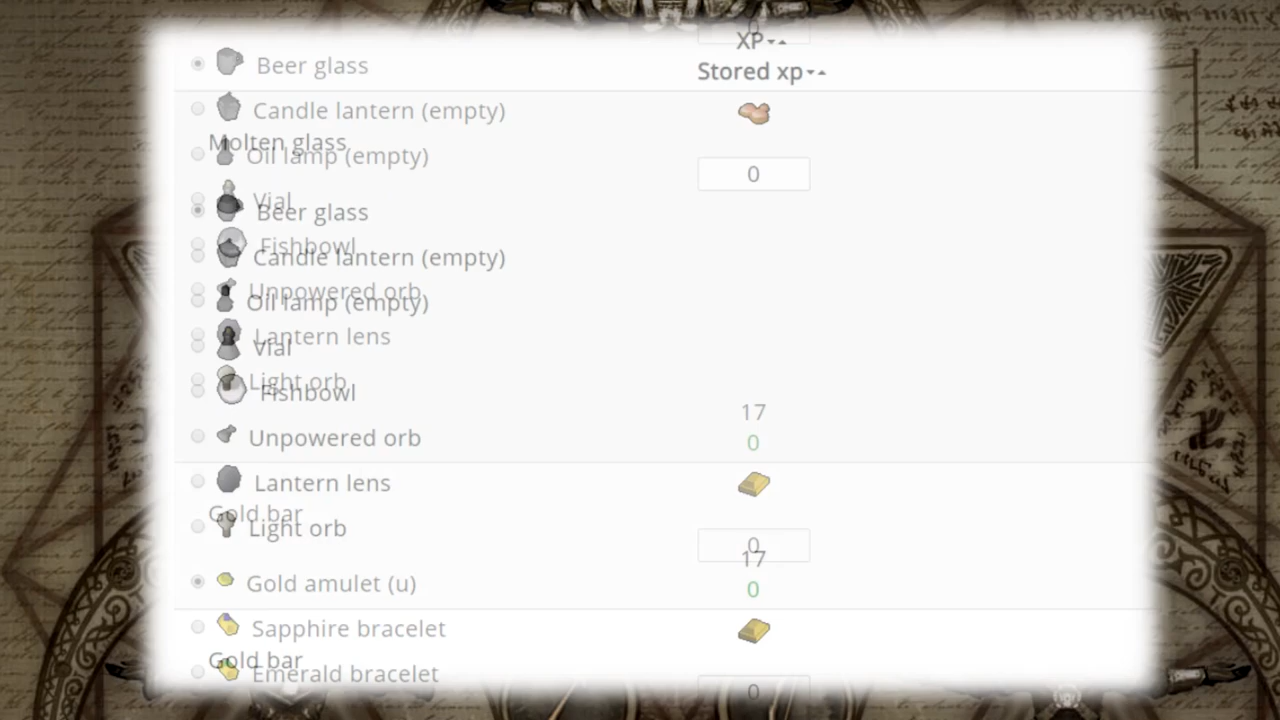 0
XP
Beer glass
Stored xp
Candle lantern (empty)
Molten glass
Oil lamp (empty)
0
Vial
Beer glass
Fishbowl
Candle lantern (empty)
Unpowered orb
Oil lamp (empty)
Lantern lens
Vial
Light orb
Fishbowl
17
Unpowered orb
0
Lantern lens
Gold bar
Light orb
0
17
Gold amulet (u)
0
Sapphire bracelet
Gold bar
Emerald bracelet
0